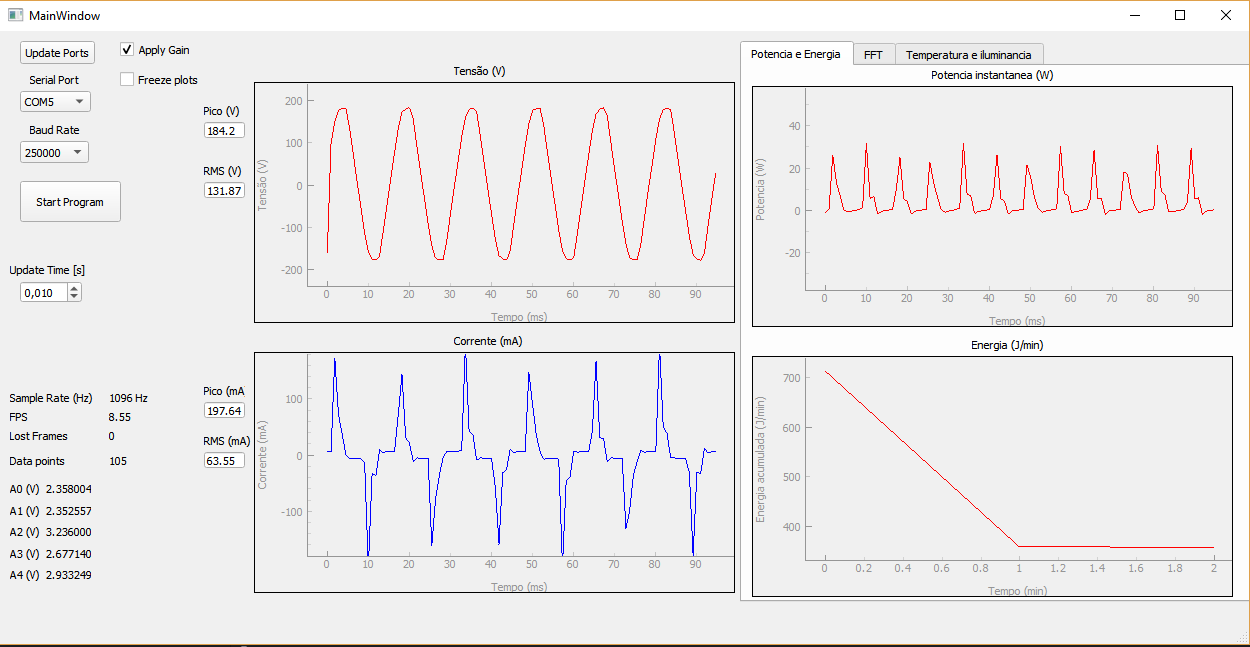 MainWindow
Update Ports
Apply Gain
Serial Port
Freeze plots
COM5
Baud Rate
250000
Start Program
Update Time [s]
0,010
Sample Rate (Hz) 1096 Hz
FPS 8.55
Lost Frames 0
Data points 105
A0 (V) 2.358004
A1 (V) 2.352557
A2 (V) 3.236000
A3 (V) 2.677140
A4 (V) 2.933249
Pico (V)
184.2
RMS (V)
131.87
Tensão (V)
Tensão (V)
200
100
0
-100
-200
0 10 20 30 40 50 60 70 80 90
Tempo (ms)
Pico (mA
197.64
RMS (mA)
63.55
Corrente (mA)
Corrente (mA)
100
0
-100
0 10 20 30 40 50 60 70 80 90
Tempo (ms)
Potencia e Energia FFT Temperatura e iluminancia
Potencia instantanea (W)
Potencia (W)
40
20
0
-20
0 10 20 30 40 50 60 70 80 90
Tempo (ms)
Energia (J/min)
Energia acumulada (J/min)
700
600
500
400
0 0.2 0.4 0.6 0.8 1 1.2 1.4 1.6 1.8 2
Tempo (min)